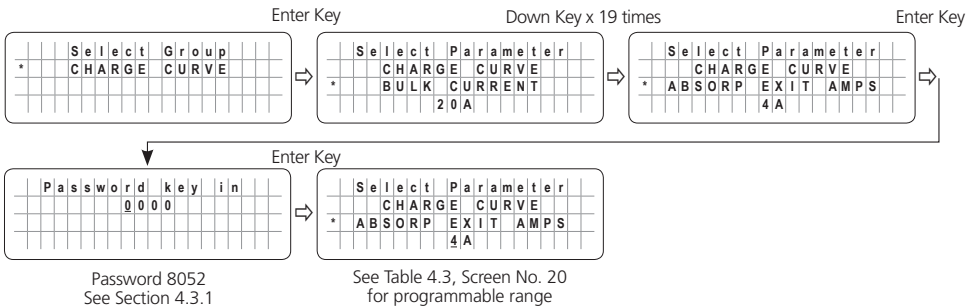 Enter Key
Down Key x 19 times
Enter Key
Select Group
* CHARGE CURVE
Select Parameter
CHARGE CURVE
* BULK CURRENT
20A
Select Parameter
CHARGE CURVE
* ABSORP EXIT AMPS
4A
Enter Key
Password key in
0000
Select Parameter
CHARGE CURVE
* ABSORP EXIT AMPS
4A
Password 8052
See Section 4.3.1
See Table 4.3, Screen No. 20
for programmable range